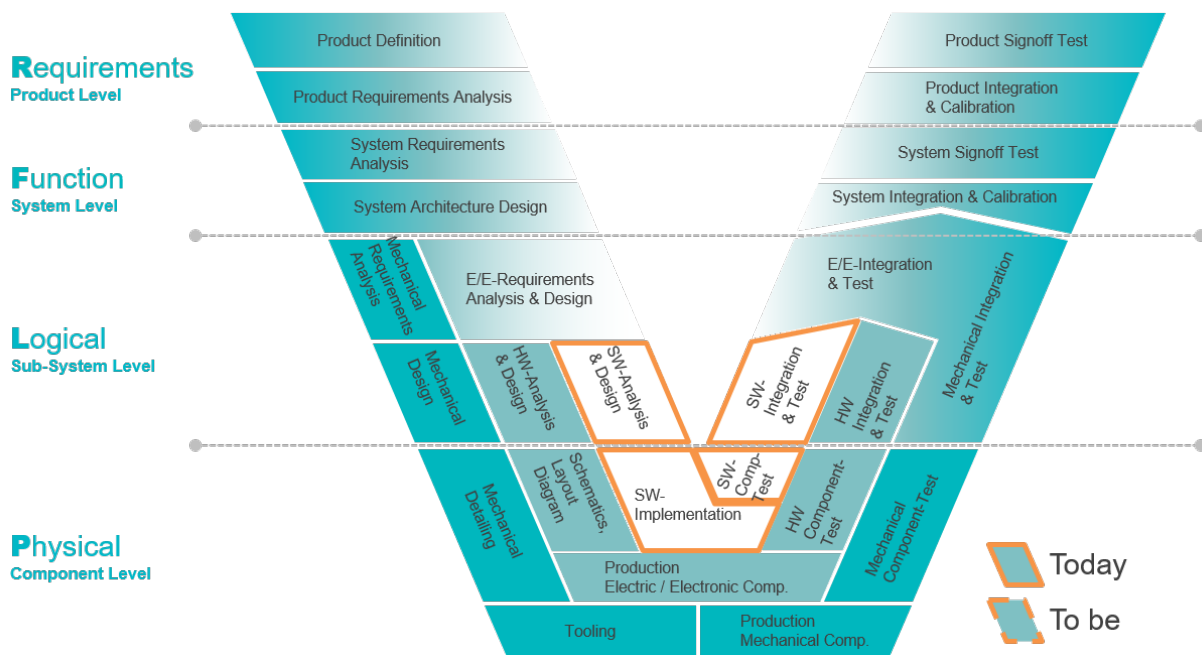 Requirements
Product Level
Function
System Level
Logical
Sub-System Level
Physical
Component Level
Product Definition
Product Requirements Analysis
System Requirements
Analysis
System Architecture Design
Mechanical
Requirements
Analysis
E/E-Requirements
Analysis & Design
Mechanical
Design
HW-Analysis
& Design
SW-Analysis
& Design
Mechanical
Detailling
Schematics,
Layout
Diagram
SW-
Implementation
SW-
Comp-
Test
SW-
Integration
& Test
HW
Integration
& Test
HW
Component-
Test
Mechanical
Component-Test
Mechanical Integration
& Test
E/E-Integration
& Test
System Integration & Calibration
System Signoff Test
Product Integration
& Calibration
Product Signoff Test
Production
Electric / Electronic Comp.
Tooling
Production
Mechanical Comp.
Today
To be